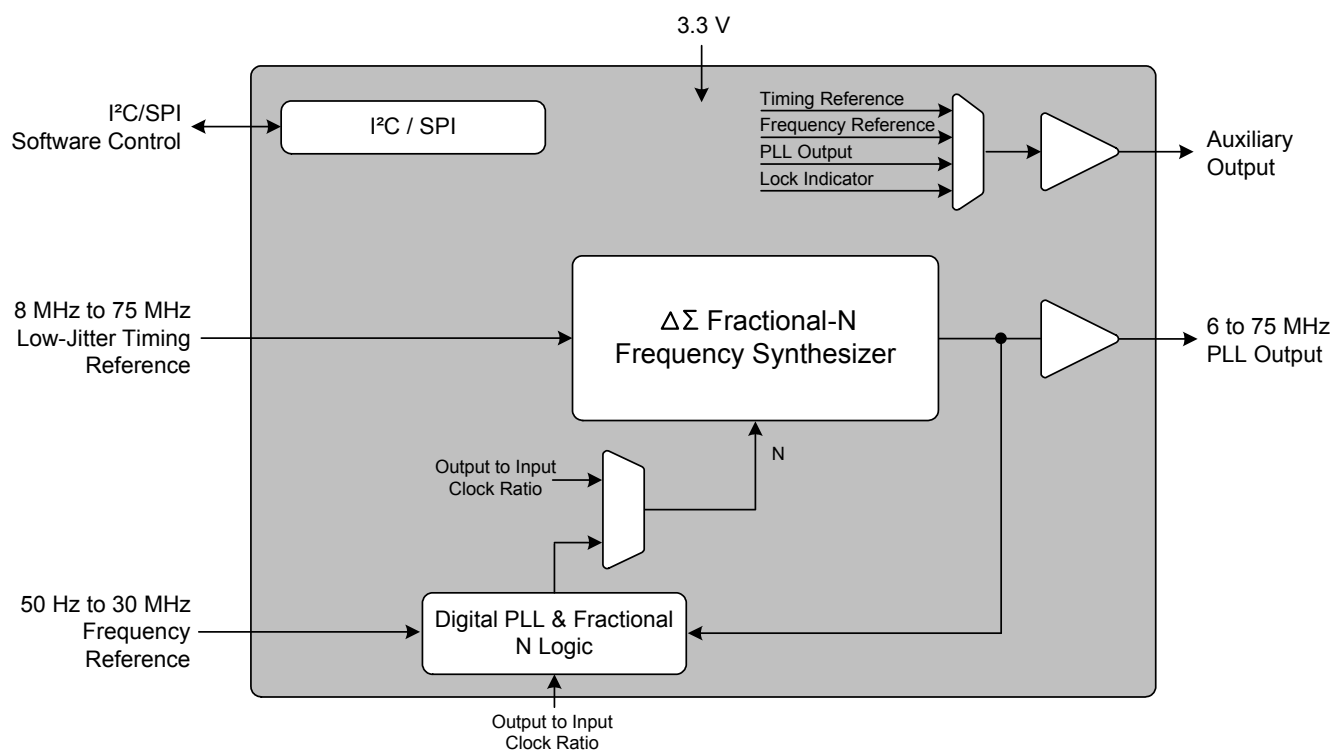 3.3 V
I²C/SPI
Software Control
I²C / SPI
Timing Reference
Frequency Reference
PLL Output
Lock Indicator
Auxiliary
Output
8 MHz to 75 MHz
Low-Jitter Timing
Reference
ΔΣ Fractional-N
Frequency Synthesizer
6 to 75 MHz
PLL Output
N
Output to Input
Clock Ratio
50 Hz to 30 MHz
Frequency
Reference
Digital PLL & Fractional
N Logic
Output to Input
Clock Ratio